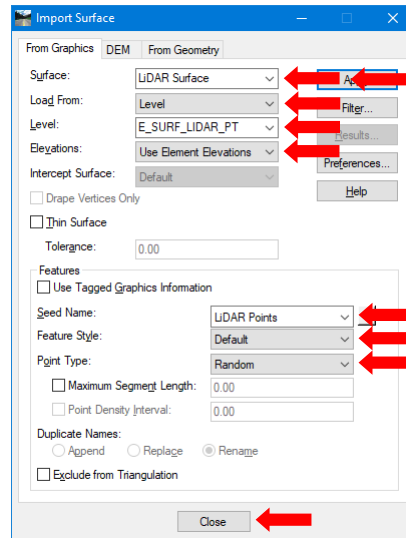 Import Surface
From Graphics DEM From Geometry
Surface: LiDAR Surface
Load From: Level Filter...
Level: E_SURF_LIDAR_PT Results...
Elevations: Use Element Elevations Preferences...
Intercept Surface: Default Help
Drape Vertices Only
Thin Surface
Tolerance: 0.00
Features
Use Tagged Graphics Information
Seed Name: LiDAR Points
Feature Style: Default
Point Type: Random
Maximum Segment Length: 0.00
Point Density Interval: 0.00
Duplicate Names:
Append Replace Rename
Exclude from Triangulation
Close